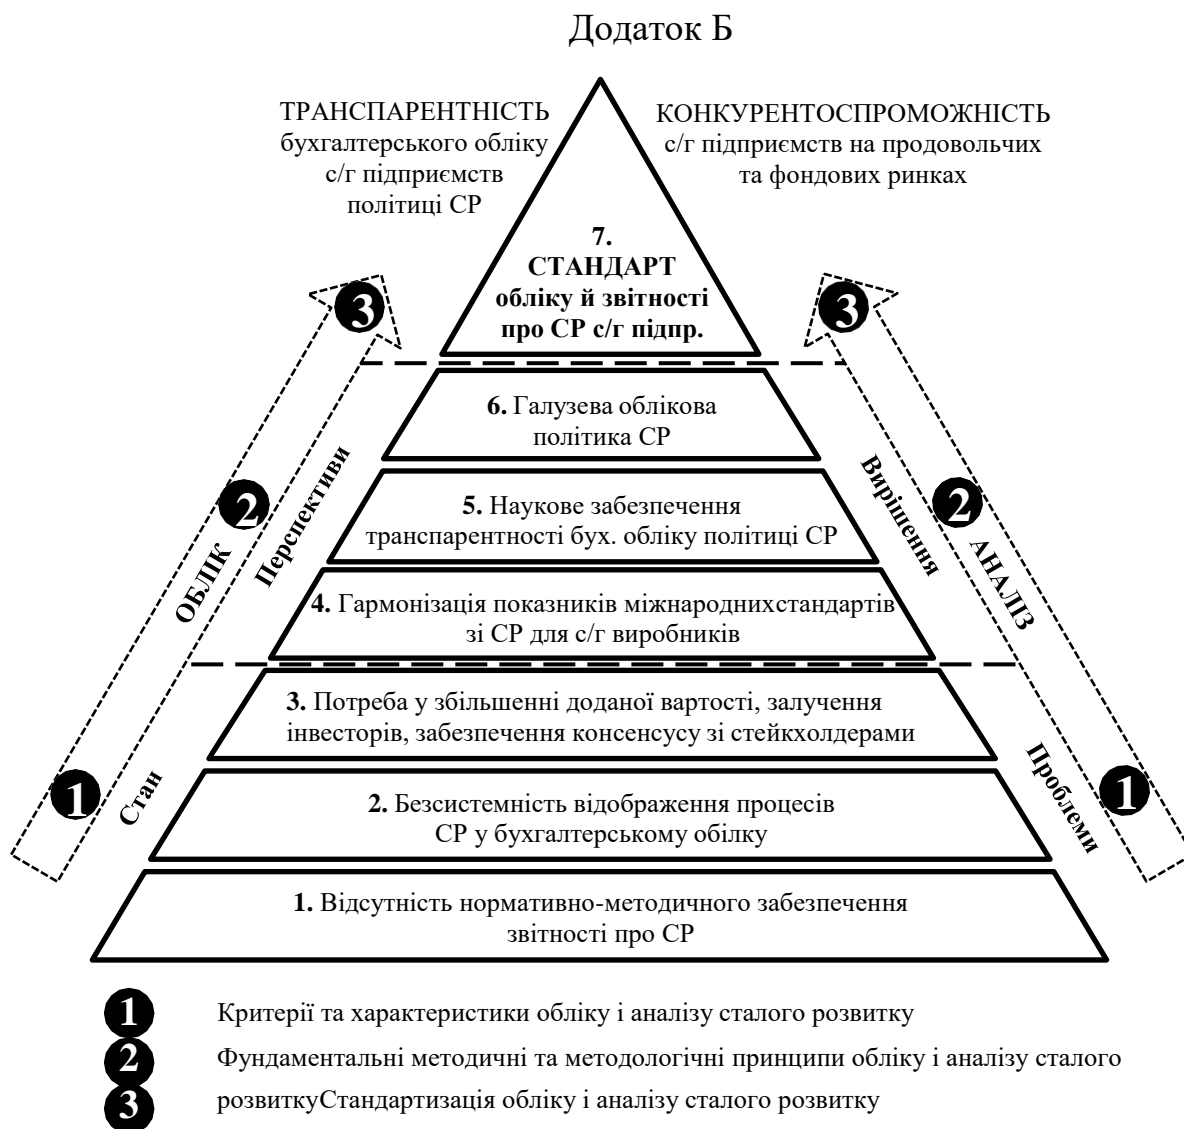 Додаток Б
ТРАНСПАРЕНТНІСТЬ
бухгалтерського обліку
с/г підприємств
політиці СР
КОНКУРЕНТОСПРОМОЖНІСТЬ
с/г підприємств на продовольчих
та фондових ринках
7.
СТАНДАРТ
обліку й звітності
про СР с/г підпр.
3
3
6. Галузева облікова
політика СР
2
ОБЛІК
Перспективи
Вирішення
2
АНАЛІЗ
5. Наукове забезпечення
транспарентності бух. обліку політиці СР
4. Гармонізація показників міжнароднихстандартів
зі СР для с/г виробників
3. Потреба у збільшенні доданої вартості, залучення
інвесторів, забезпечення консенсусу зі стейкхолдерами
1
Стан
Проблеми
1
2. Безсистемність відображення процесів
СР у бухгалтерському обілку
1. Відсутність нормативно-методичного забезпечення
звітності про СР
1 Критерії та характеристики обліку і аналізу сталого розвитку
2 Фундаментальні методичні та методологічні принципи обліку і аналізу сталого
3 розвиткуСтандартизація обліку і аналізу сталого розвитку